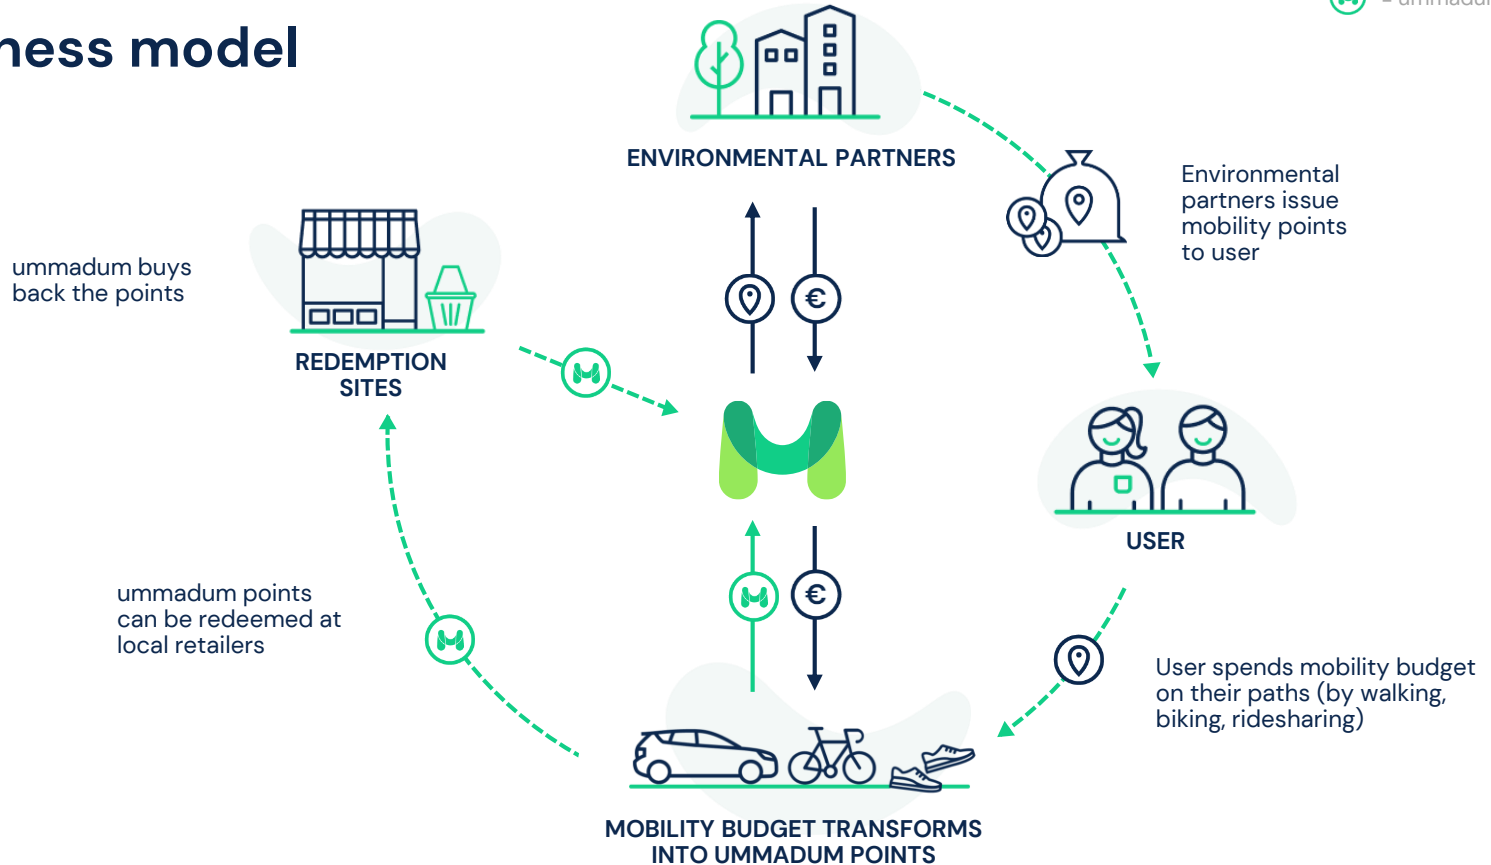 ness model
= ummadum
ENVIRONMENTAL PARTNERS
Environmental
partners issue
mobility points
to user
ummadum buys
back the points
€
REDEMPTION
SITES
USER
ummadum points
can be redeemed at
local retailers
€
User spends mobility budget
on their paths (by walking,
biking, ridesharing)
MOBILITY BUDGET TRANSFORMS
INTO UMMADUM POINTS